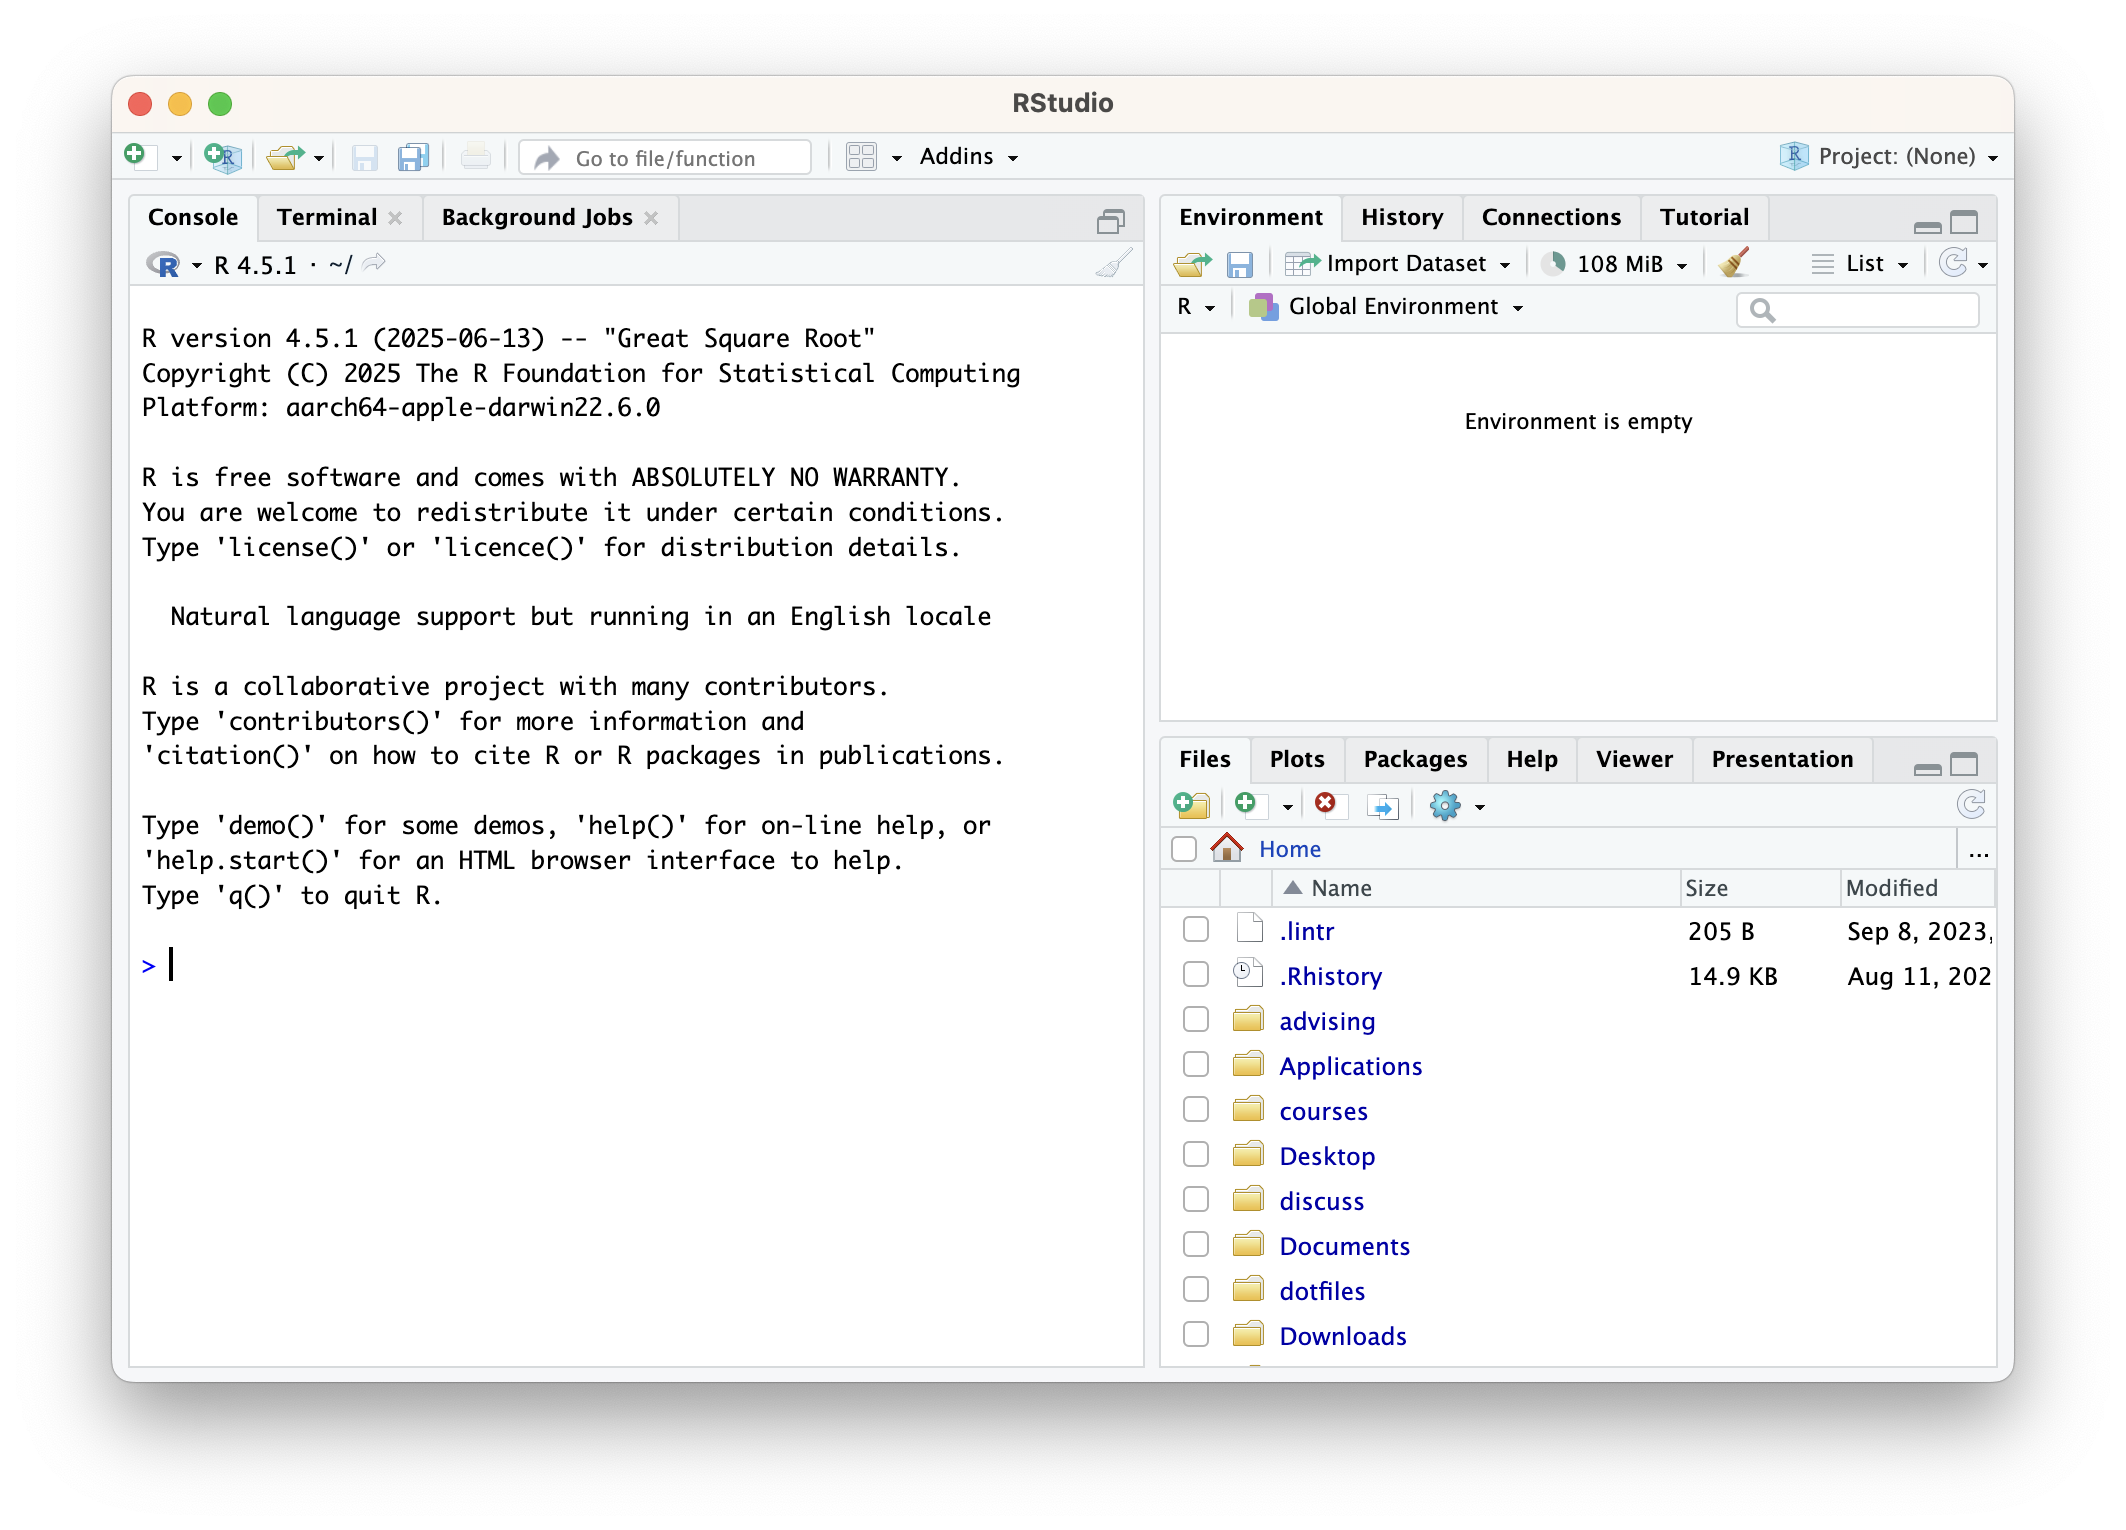 RStudio
Go to file/function
Addins
Project: (None)
Console Terminal Background Jobs
R 4.5.1 · ~/
R version 4.5.1 (2025-06-13) -- "Great Square Root"
Copyright (C) 2025 The R Foundation for Statistical Computing
Platform: aarch64-apple-darwin22.6.0
R is free software and comes with ABSOLUTELY NO WARRANTY.
You are welcome to redistribute it under certain conditions.
Type 'license()' or 'licence()' for distribution details.
Natural language support but running in an English locale
R is a collaborative project with many contributors.
Type 'contributors()' for more information and
'citation()' on how to cite R or R packages in publications.
Type 'demo()' for some demos, 'help()' for on-line help, or
'help.start()' for an HTML browser interface to help.
Type 'q()' to quit R.
>
Environment History Connections Tutorial
Import Dataset 108 MiB List
R Global Environment
Environment is empty
Files Plots Packages Help Viewer Presentation
Home ...
Name Size Modified
.lintr 205 B Sep 8, 2023,
.Rhistory 14.9 KB Aug 11, 202
advising
Applications
courses
Desktop
discuss
Documents
dotfiles
Downloads